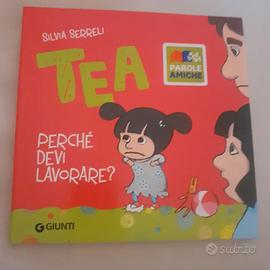 SILVIA SERRELI
TEA
PAROLE
AMICHE
PERCHÉ
DEVI
LAVORARE?
GIUNTI
subito